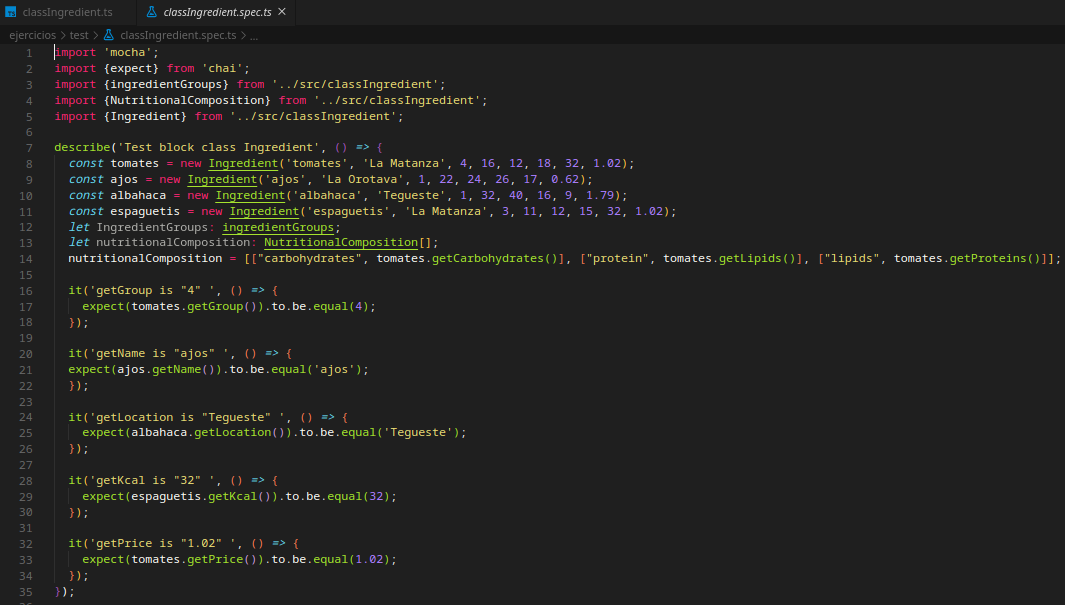 classIngredient.ts classIngredient.spec.ts
ejercicios > test > classIngredient.spec.ts > ...
1 import 'mocha';
2 import {expect} from 'chai';
3 import {ingredientGroups} from '../src/classIngredient';
4 import {NutritionalComposition} from '../src/classIngredient';
5 import {Ingredient} from '../src/classIngredient';
6
7 describe('Test block class Ingredient', () => {
8 const tomates = new Ingredient('tomates', 'La Matanza', 4, 16, 12, 18, 32, 1.02);
9 const ajos = new Ingredient('ajos', 'La Orotava', 1, 22, 24, 26, 17, 0.62);
10 const albahaca = new Ingredient('albahaca', 'Tegueste', 1, 32, 40, 16, 9, 1.79);
11 const espaguetis = new Ingredient('espaguetis', 'La Matanza', 3, 11, 12, 15, 32, 1.02);
12 let IngredientGroups: ingredientGroups;
13 let nutritionalComposition: NutritionalComposition[];
14 nutritionalComposition = [["carbohydrates", tomates.getCarbohydrates()], ["protein", tomates.getLipids()], ["lipids", tomates.getProteins()]];
15
16 it('getGroup is "4" ', () => {
17 expect(tomates.getGroup()).to.be.equal(4);
18 });
19
20 it('getName is "ajos" ', () => {
21 expect(ajos.getName()).to.be.equal('ajos');
22 });
23
24 it('getLocation is "Tegueste" ', () => {
25 expect(albahaca.getLocation()).to.be.equal('Tegueste');
26 });
27
28 it('getKcal is "32" ', () => {
29 expect(espaguetis.getKcal()).to.be.equal(32);
30 });
31
32 it('getPrice is "1.02" ', () => {
33 expect(tomates.getPrice()).to.be.equal(1.02);
34 });
35 });